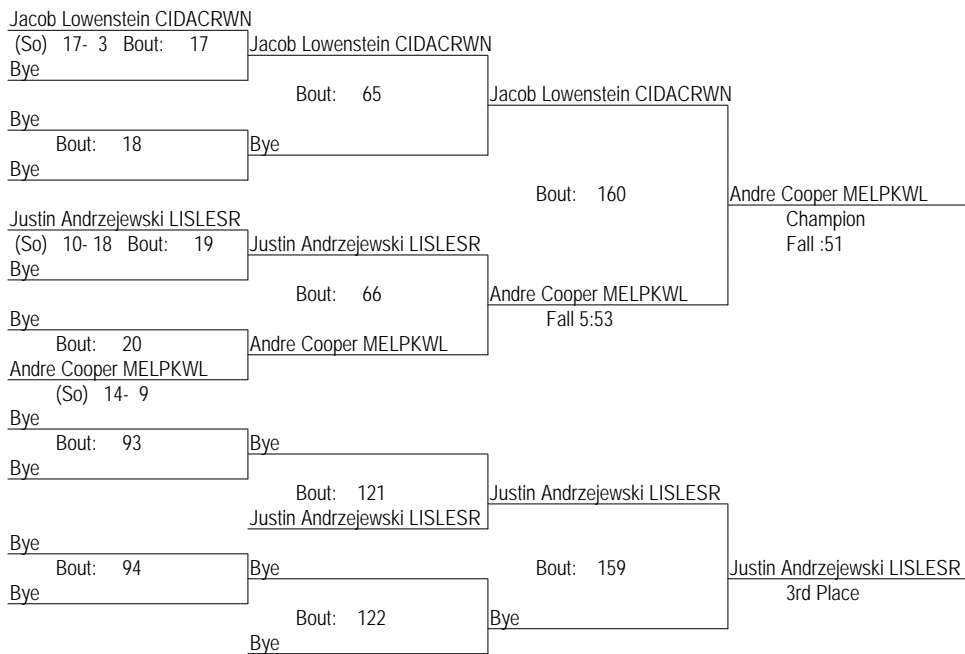 Jacob Lowenstein CIDACRWN
(So) 17- 3 Bout: 17 Jacob Lowenstein CIDACRWN
Bye
Bout: 65 Jacob Lowenstein CIDACRWN
Bye
Bout: 18 Bye
Bye
Bout: 160 Andre Cooper MELPKWL
Justin Andrzejewski LISLESR Champion
(So) 10- 18 Bout: 19 Justin Andrzejewski LISLESR Fall :51
Bye
Bout: 66 Andre Cooper MELPKWL
Bye Fall 5:53
Bout: 20 Andre Cooper MELPKWL
Andre Cooper MELPKWL
(So) 14- 9
Bye
Bout: 93 Bye
Bye
Bout: 121 Justin Andrzejewski LISLESR
Justin Andrzejewski LISLESR
Bye
Bout: 94 Bye Bout: 159 Justin Andrzejewski LISLESR
Bye 3rd Place
Bout: 122 Bye
Bye